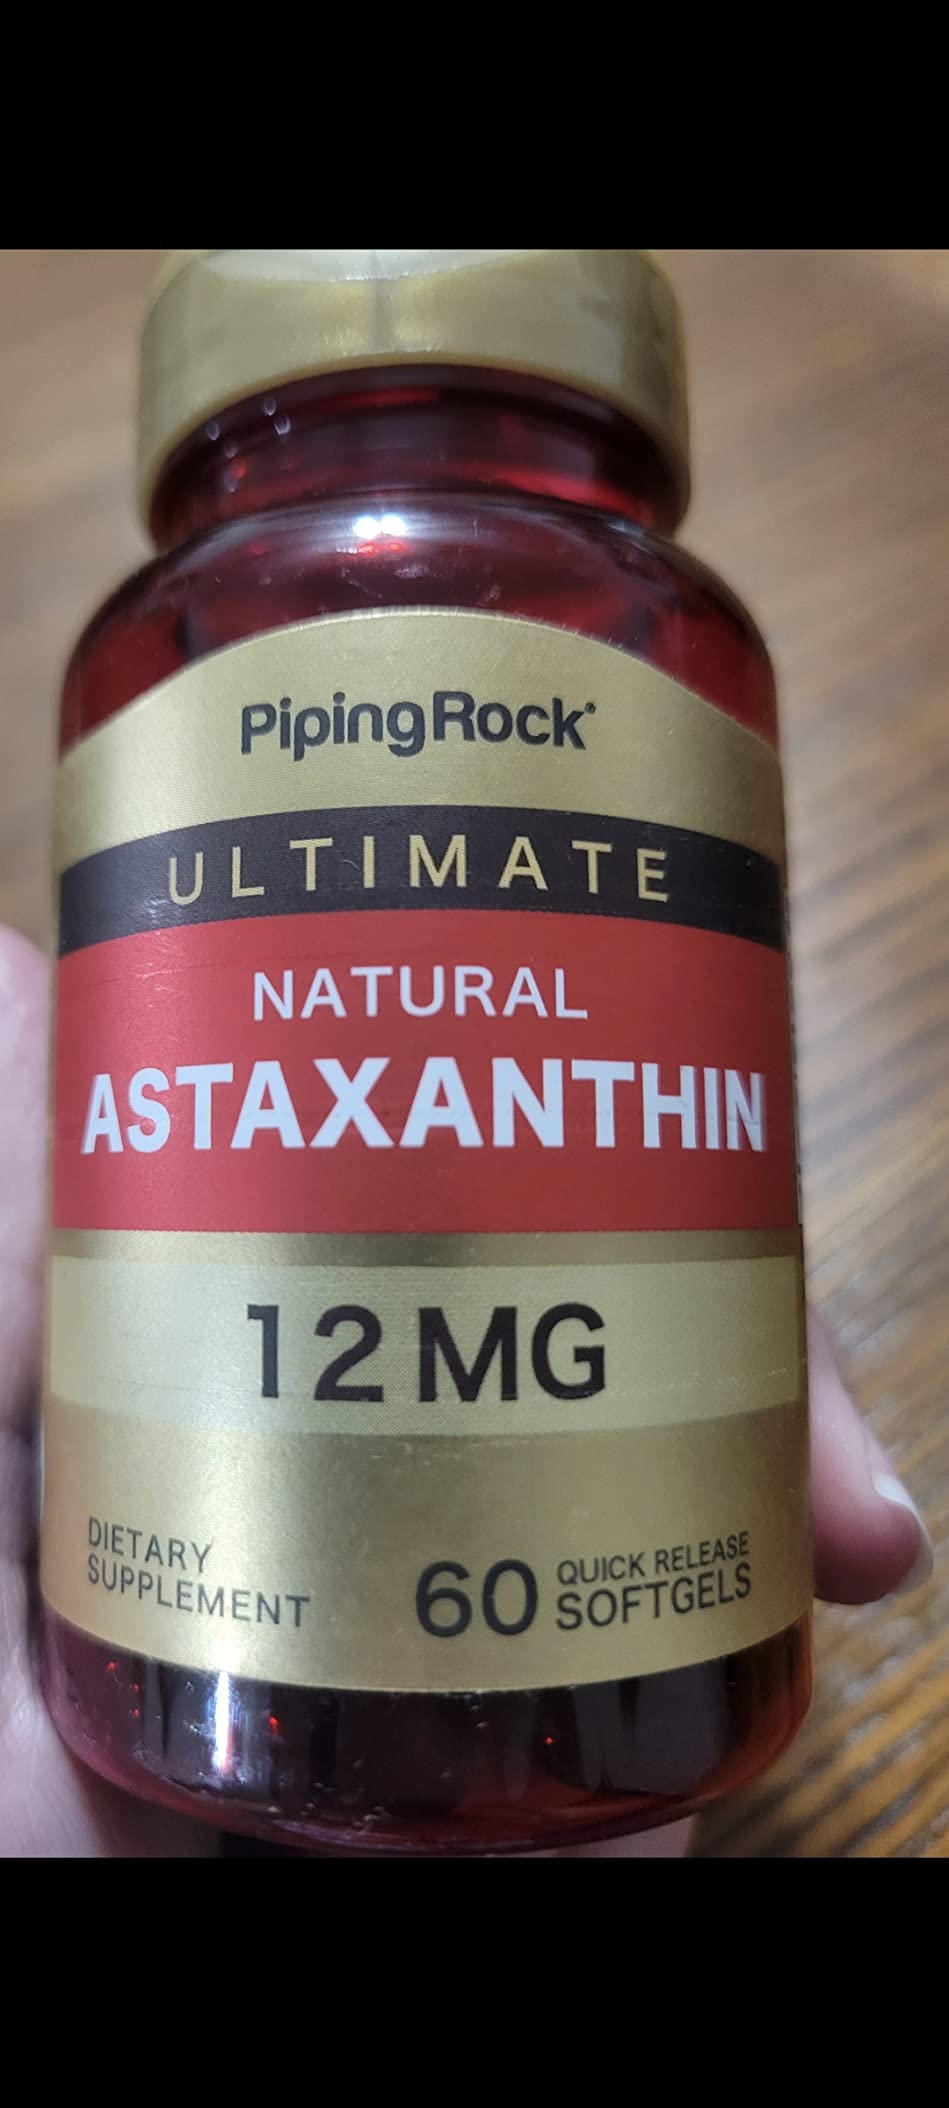 PipingRock®
ULTIMATE
NATURAL
ASTAXANTHIN
12 MG
DIETARY
SUPPLEMENT
60 QUICK RELEASE
SOFTGELS